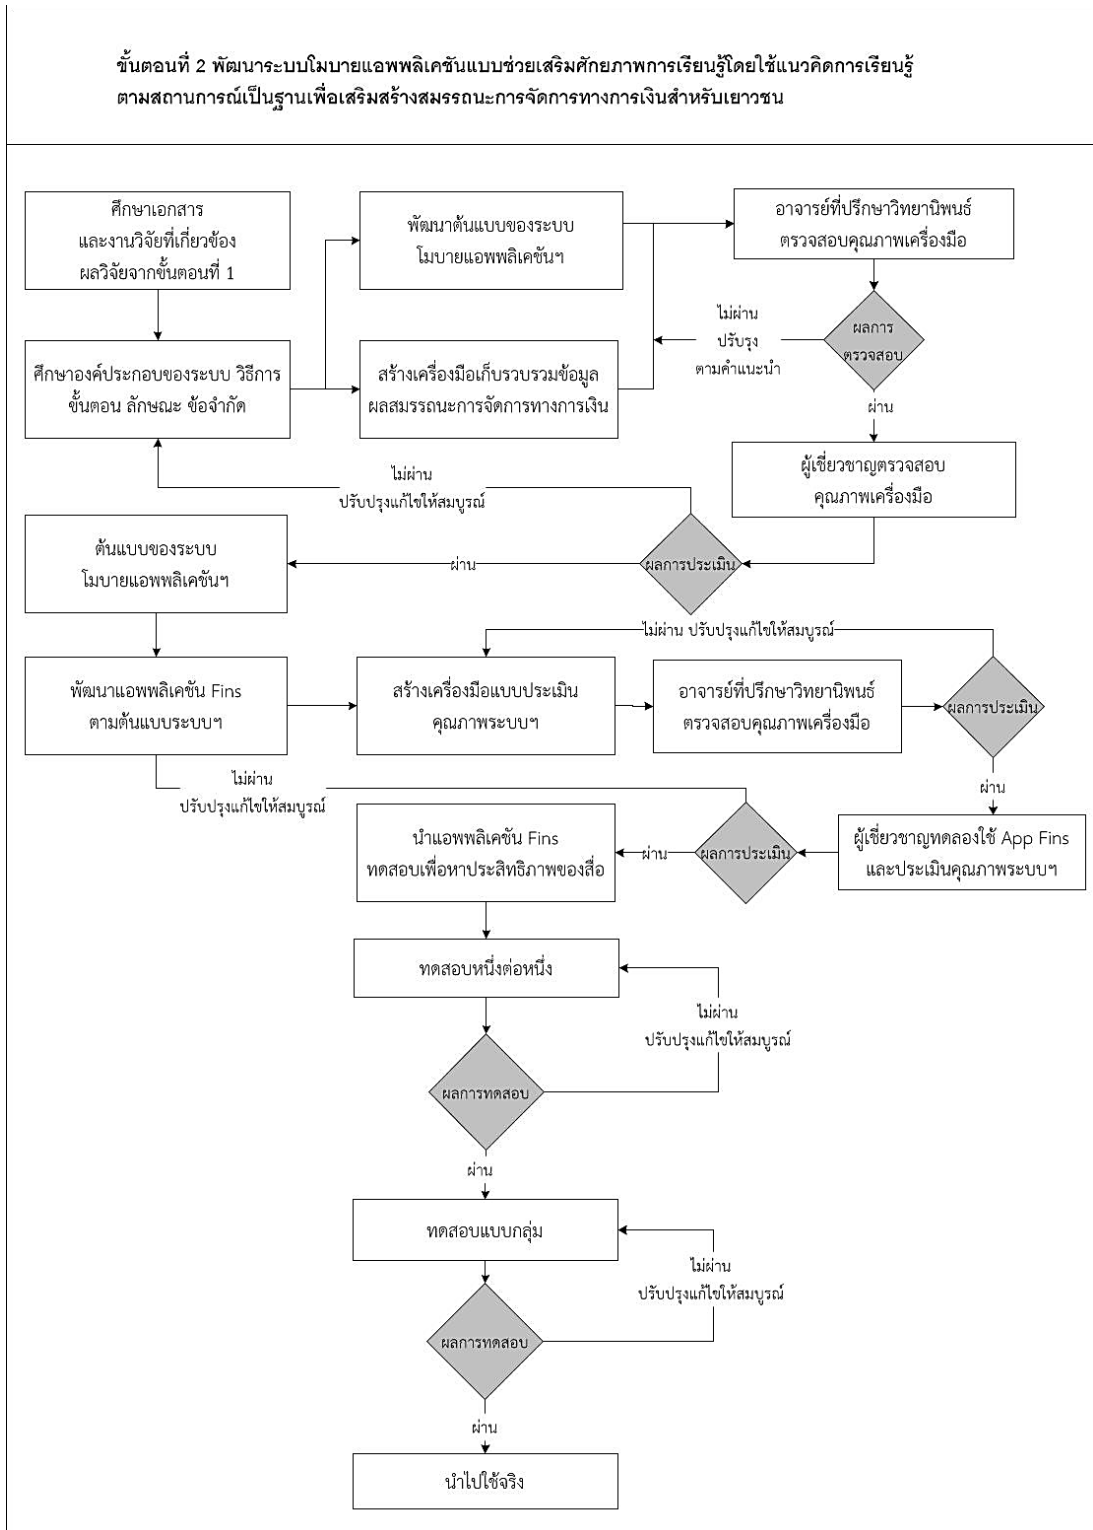 ขั้นตอนที่ 2 พัฒนาระบบโมบายแอพพลิเคชันแบบช่วยเสริมศักยภาพการเรียนรู้โดยใช้แนวคิดการเรียนรู้
ตามสถานการณ์เป็นฐานเพื่อเสริมสร้างสมรรถนะการจัดการทางการเงินสำหรับเยาวชน
ศึกษาเอกสาร
และงานวิจัยที่เกี่ยวข้อง
ผลวิจัยจากขั้นตอนที่ 1
พัฒนาต้นแบบของระบบ
โมบายแอพพลิเคชันฯ
อาจารย์ที่ปรึกษาวิทยานิพนธ์
ตรวจสอบคุณภาพเครื่องมือ
ศึกษาองค์ประกอบของระบบ วิธีการ
ขั้นตอน ลักษณะ ข้อจำกัด
สร้างเครื่องมือเก็บรวบรวมข้อมูล
ผลสมรรถนะการจัดการทางการเงิน
ไม่ผ่าน
ปรับรุง
ตามคำแนะนำ
ผลการ
ตรวจสอบ
ผ่าน
ผู้เชี่ยวชาญตรวจสอบ
คุณภาพเครื่องมือ
ไม่ผ่าน
ปรับปรุงแก้ไขให้สมบูรณ์
ต้นแบบของระบบ
โมบายแอพพลิเคชันฯ
ผ่าน
ผลการประเมิน
ไม่ผ่าน ปรับปรุงแก้ไขให้สมบูรณ์
พัฒนาแอพพลิเคชัน Fins
ตามต้นแบบระบบฯ
สร้างเครื่องมือแบบประเมิน
คุณภาพระบบฯ
อาจารย์ที่ปรึกษาวิทยานิพนธ์
ตรวจสอบคุณภาพเครื่องมือ
ผลการประเมิน
ไม่ผ่าน
ปรับปรุงแก้ไขให้สมบูรณ์
ผ่าน
นำแอพพลิเคชัน Fins
ทดสอบเพื่อหาประสิทธิภาพของสื่อ
ผ่าน
ผลการประเมิน
ผู้เชี่ยวชาญทดลองใช้ App Fins
และประเมินคุณภาพระบบฯ
ทดสอบหนึ่งต่อหนึ่ง
ไม่ผ่าน
ปรับปรุงแก้ไขให้สมบูรณ์
ผลการทดสอบ
ผ่าน
ทดสอบแบบกลุ่ม
ไม่ผ่าน
ปรับปรุงแก้ไขให้สมบูรณ์
ผลการทดสอบ
ผ่าน
นำไปใช้จริง